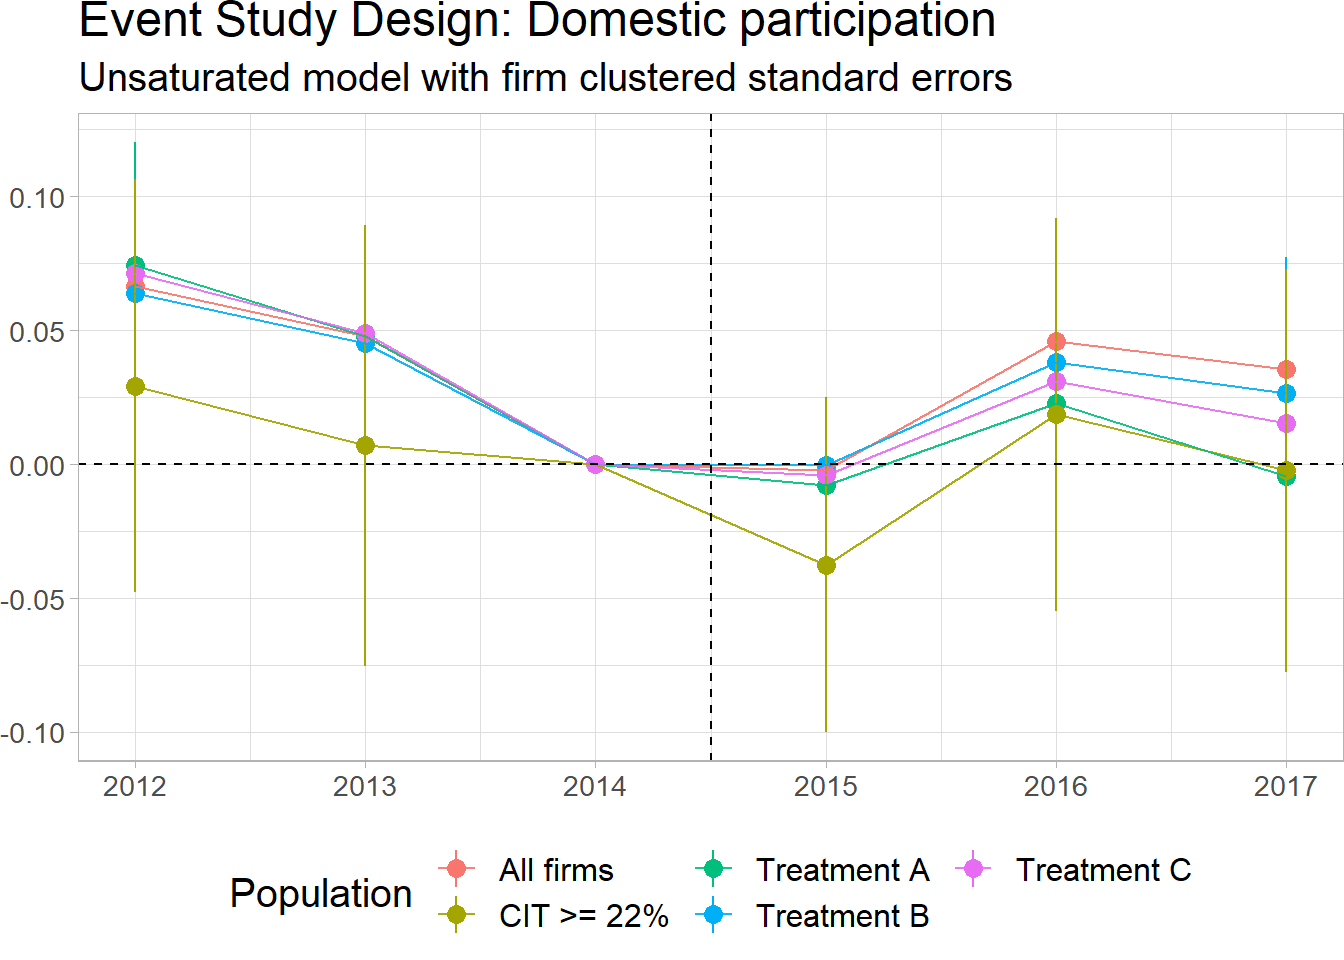 Event Study Design: Domestic participation
Unsaturated model with firm clustered standard errors
0.10
0.05
0.00
-0.05
-0.10
2012 2013 2014 2015 2016 2017
Population
All firms Treatment A Treatment C
CIT >= 22% Treatment B